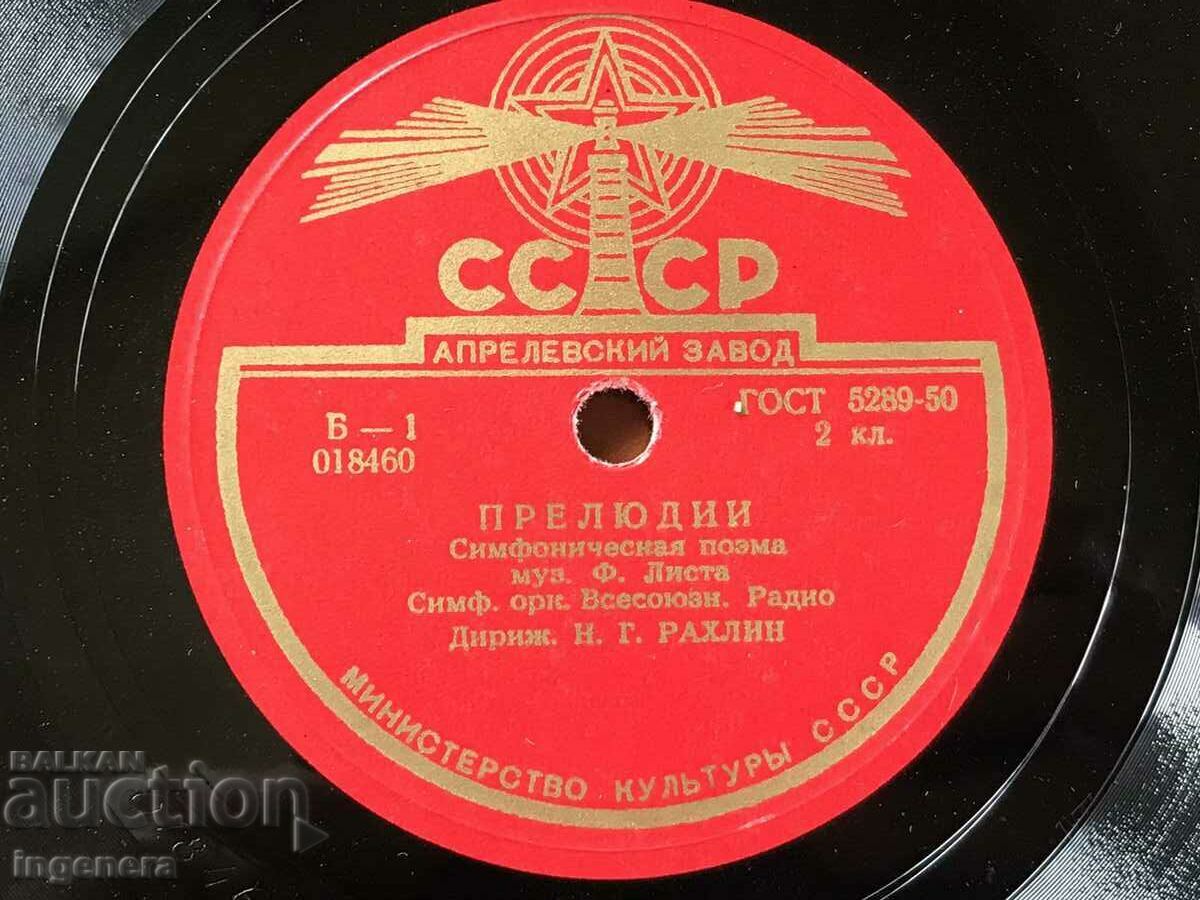 СССР
АПРЕЛЕВСКИЙ ЗАВОД
Б — 1
018460
ГОСТ 5289-50
2 кл.
ПРЕЛЮДИИ
Симфоническая поэма
муз. Ф. Листа
Симф. орк. Всесоюзн. Радио
Дириж. Н. Г. РАХЛИН
МИНИСТЕРСТВО КУЛЬТУРЫ СССР
BALKAN
auction
ingenera